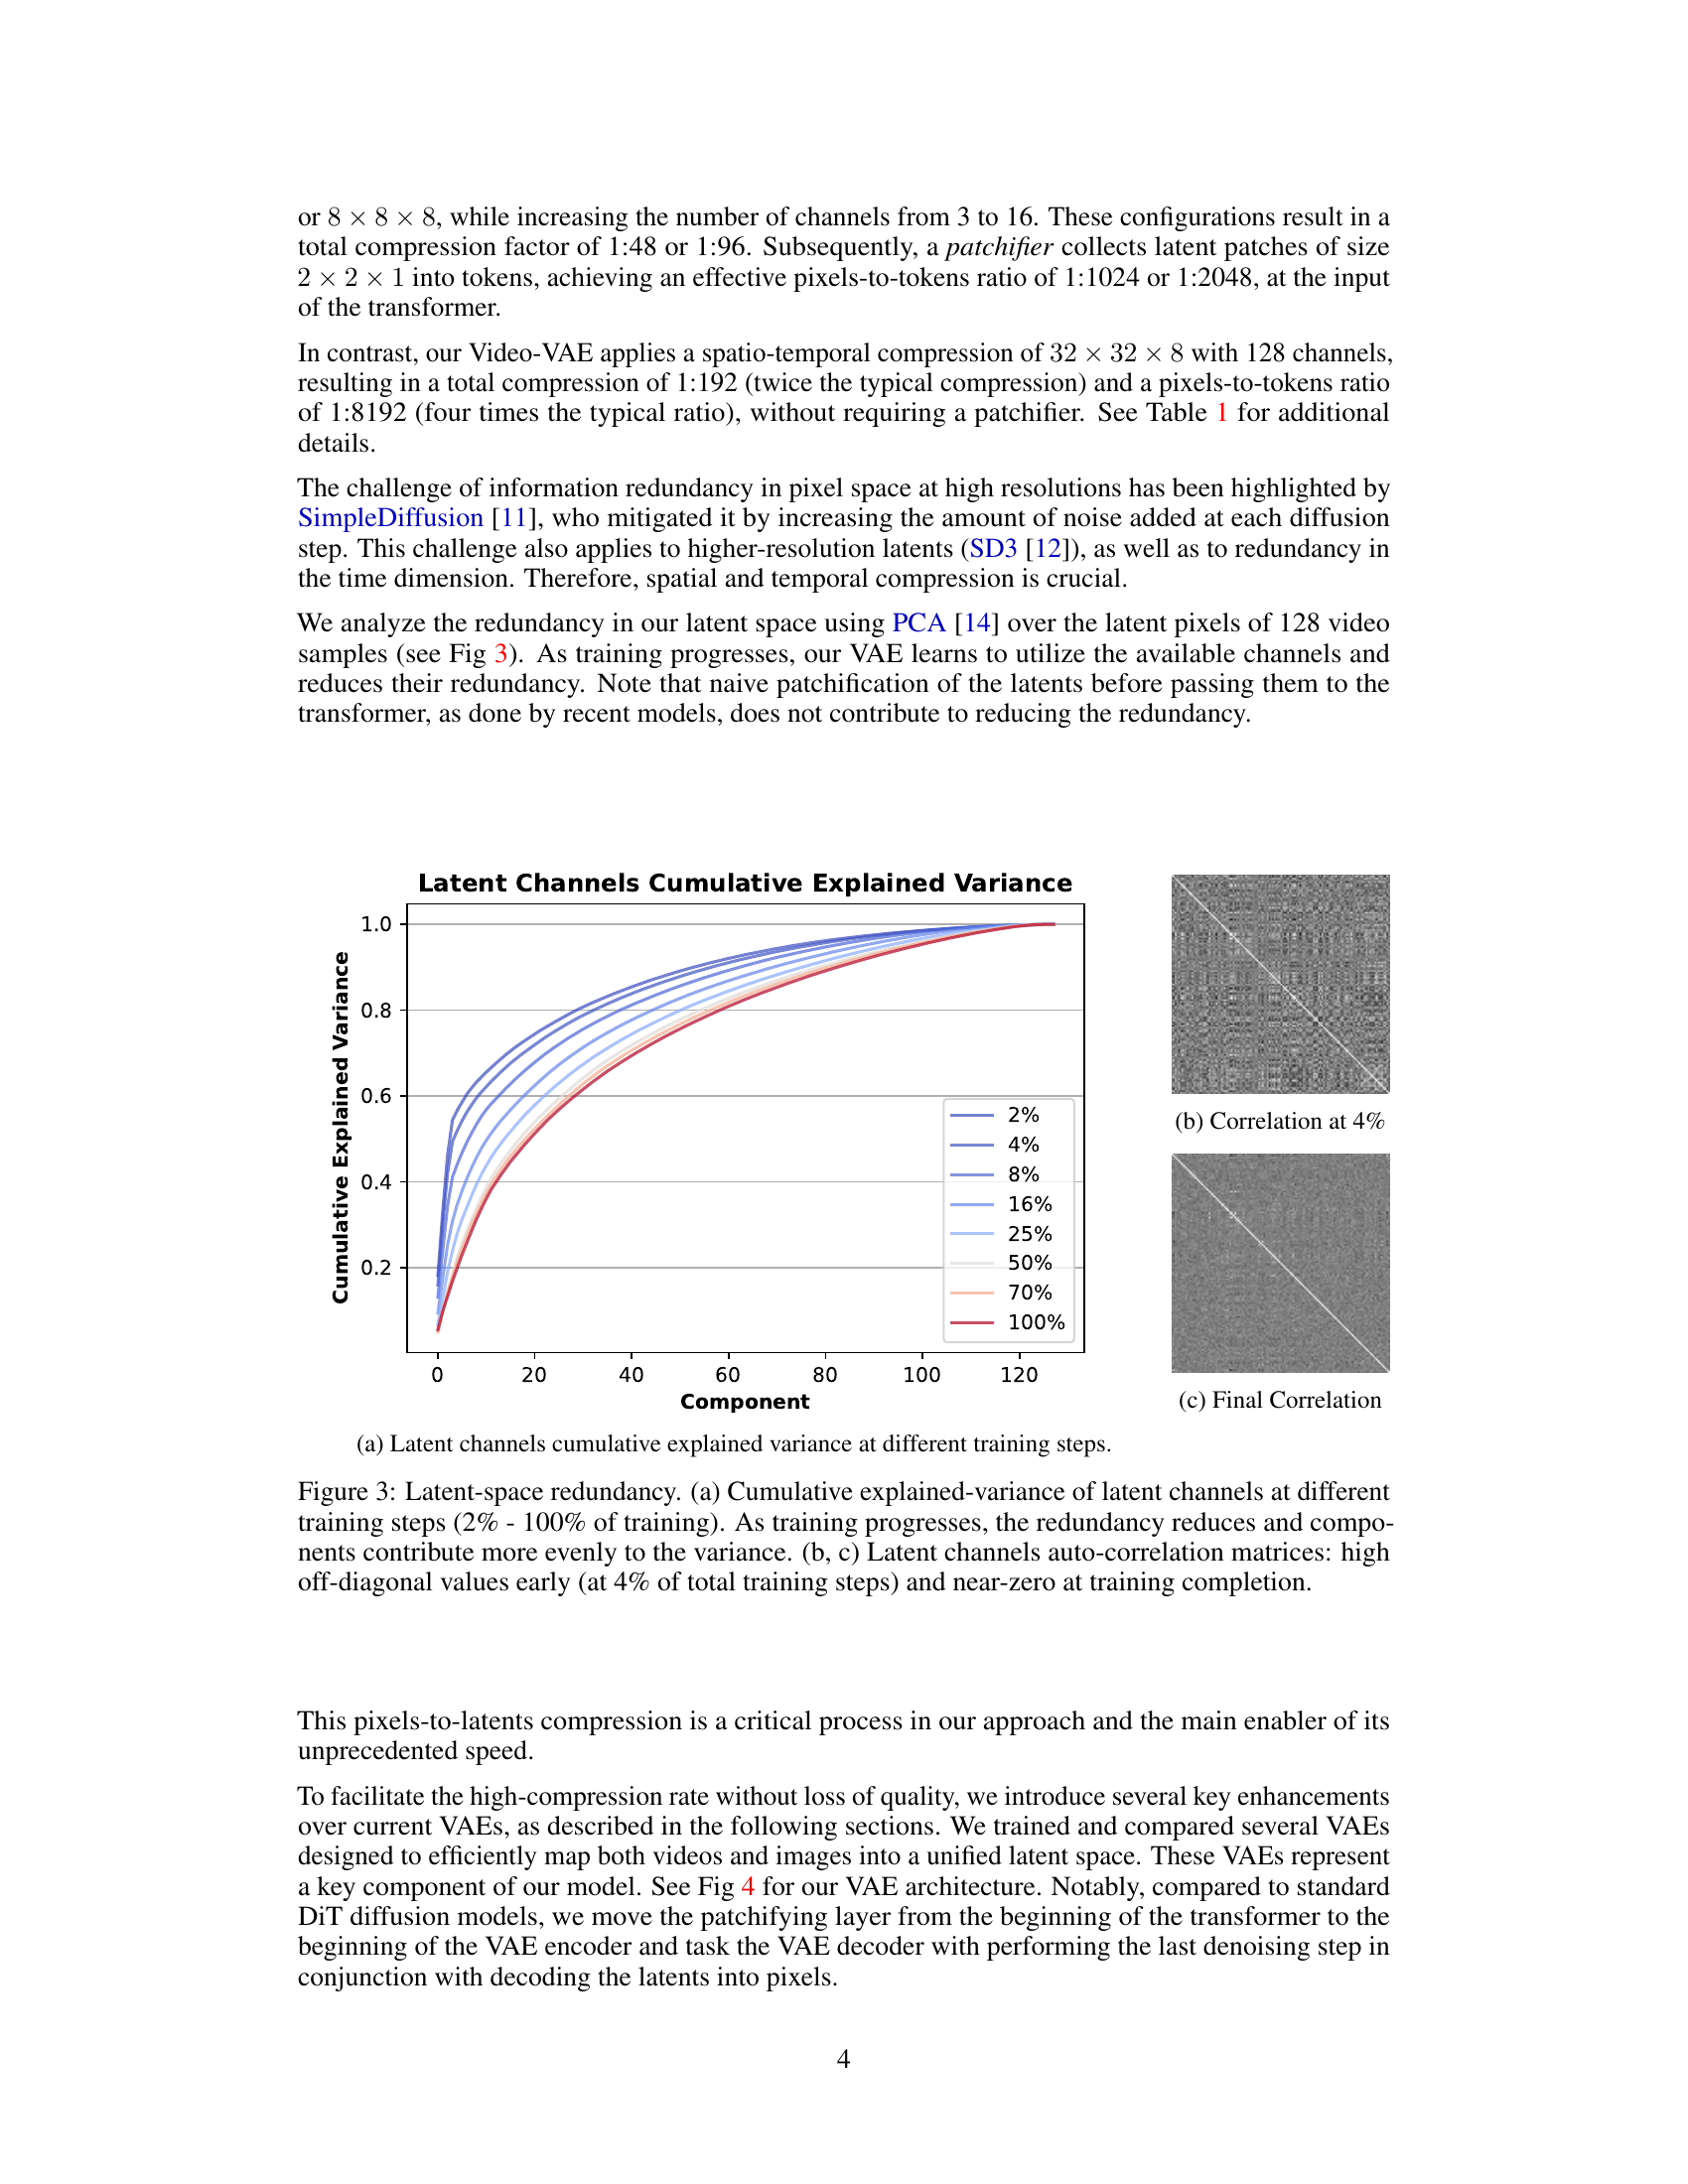 or 8 × 8 × 8, while increasing the number of channels from 3 to 16. These configurations result in a
total compression factor of 1:48 or 1:96. Subsequently, a patchifier collects latent patches of size
2 × 2 × 1 into tokens, achieving an effective pixels-to-tokens ratio of 1:1024 or 1:2048, at the input
of the transformer.
In contrast, our Video-VAE applies a spatio-temporal compression of 32 × 32 × 8 with 128 channels,
resulting in a total compression of 1:192 (twice the typical compression) and a pixels-to-tokens ratio
of 1:8192 (four times the typical ratio), without requiring a patchifier. See Table 1 for additional
details.
The challenge of information redundancy in pixel space at high resolutions has been highlighted by
SimpleDiffusion [11], who mitigated it by increasing the amount of noise added at each diffusion
step. This challenge also applies to higher-resolution latents (SD3 [12]), as well as to redundancy in
the time dimension. Therefore, spatial and temporal compression is crucial.
We analyze the redundancy in our latent space using PCA [14] over the latent pixels of 128 video
samples (see Fig 3). As training progresses, our VAE learns to utilize the available channels and
reduces their redundancy. Note that naive patchification of the latents before passing them to the
transformer, as done by recent models, does not contribute to reducing the redundancy.
Latent Channels Cumulative Explained Variance
Cumulative Explained Variance
1.0
0.8
0.6
0.4
0.2
2%
4%
8%
16%
25%
50%
70%
100%
0 20 40 60 80 100 120
Component
(a) Latent channels cumulative explained variance at different training steps.
(b) Correlation at 4%
(c) Final Correlation
Figure 3: Latent-space redundancy. (a) Cumulative explained-variance of latent channels at different
training steps (2% - 100% of training). As training progresses, the redundancy reduces and compo-
nents contribute more evenly to the variance. (b, c) Latent channels auto-correlation matrices: high
off-diagonal values early (at 4% of total training steps) and near-zero at training completion.
This pixels-to-latents compression is a critical process in our approach and the main enabler of its
unprecedented speed.
To facilitate the high-compression rate without loss of quality, we introduce several key enhancements
over current VAEs, as described in the following sections. We trained and compared several VAEs
designed to efficiently map both videos and images into a unified latent space. These VAEs represent
a key component of our model. See Fig 4 for our VAE architecture. Notably, compared to standard
DiT diffusion models, we move the patchifying layer from the beginning of the transformer to the
beginning of the VAE encoder and task the VAE decoder with performing the last denoising step in
conjunction with decoding the latents into pixels.
4